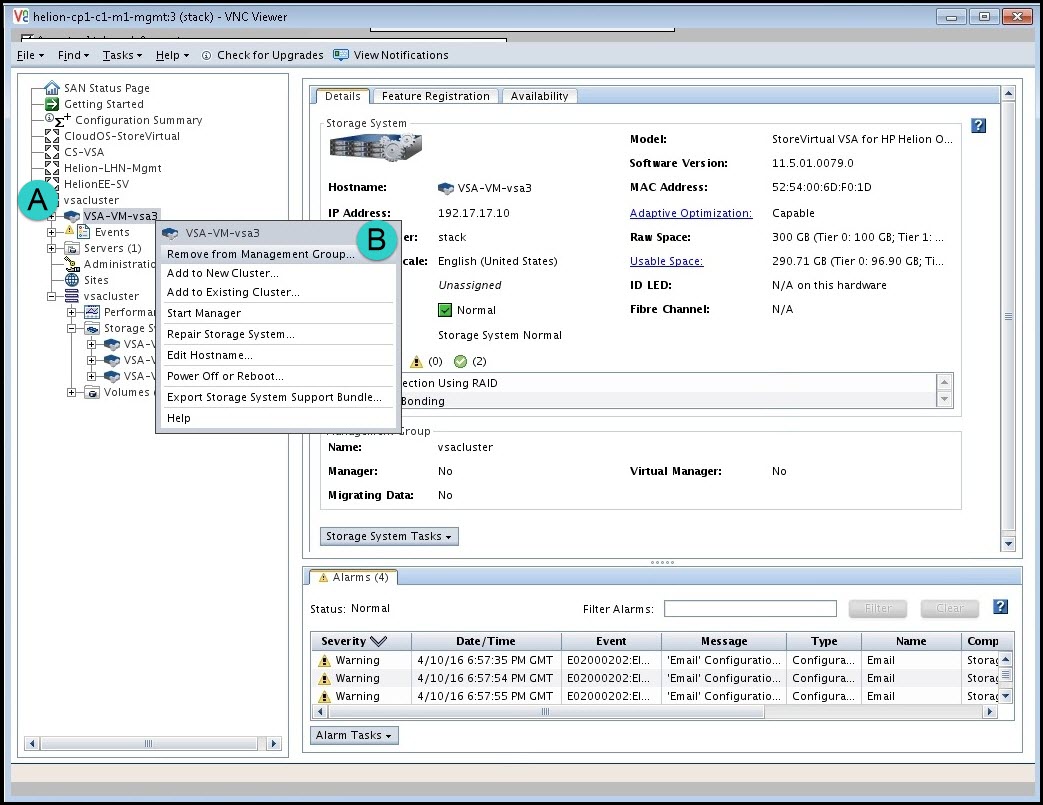 helion-cp1-c1-m1-mgmt:3 (stack) - VNC Viewer
File Find Tasks Help Check for Upgrades View Notifications
SAN Status Page
Getting Started
Configuration Summary
CloudOS-StoreVirtual
CS-VSA
Helion-LHN-Mgmt
HelionEE-SV
vsacluster
A
VSA-VM-vsa3
Events
Servers (1)
Administratio
Sites
vsacluster
Performa
Storage S
VSA-V
VSA-V
VSA-V
Volumes (
VSA-VM-vsa3
B
Remove from Management Group...
Add to New Cluster...
Add to Existing Cluster...
Start Manager
Repair Storage System...
Edit Hostname...
Power Off or Reboot...
Export Storage System Support Bundle...
Help
Details Feature Registration Availability
Storage System
Model: StoreVirtual VSA for HP Helion O...
Software Version: 11.5.01.0079.0
Hostname: VSA-VM-vsa3 MAC Address: 52:54:00:6D:F0:1D
IP Address: 192.17.17.10 Adaptive Optimization: Capable
er: stack Raw Space: 300 GB (Tier 0: 100 GB; Tier 1: ...
cale: English (United States) Usable Space: 290.71 GB (Tier 0: 96.90 GB; Ti...
Unassigned ID LED: N/A on this hardware
Normal Fibre Channel: N/A
Storage System Normal
(0) (2)
ection Using RAID
Bonding
Group
Name: vsacluster
Manager: No Virtual Manager: No
Migrating Data: No
Storage System Tasks
Alarms (4)
Status: Normal Filter Alarms: Filter Clear
Severity Date/Time Event Message Type Name Comp
Warning 4/10/16 6:57:35 PM GMT E02000202:El... 'Email' Configuratio... Configura... Email Storag
Warning 4/10/16 6:57:54 PM GMT E02000202:El... 'Email' Configuratio... Configura... Email Storag
Warning 4/10/16 6:57:55 PM GMT E02000202:El... 'Email' Configuratio... Configura... Email Storag
Alarm Tasks